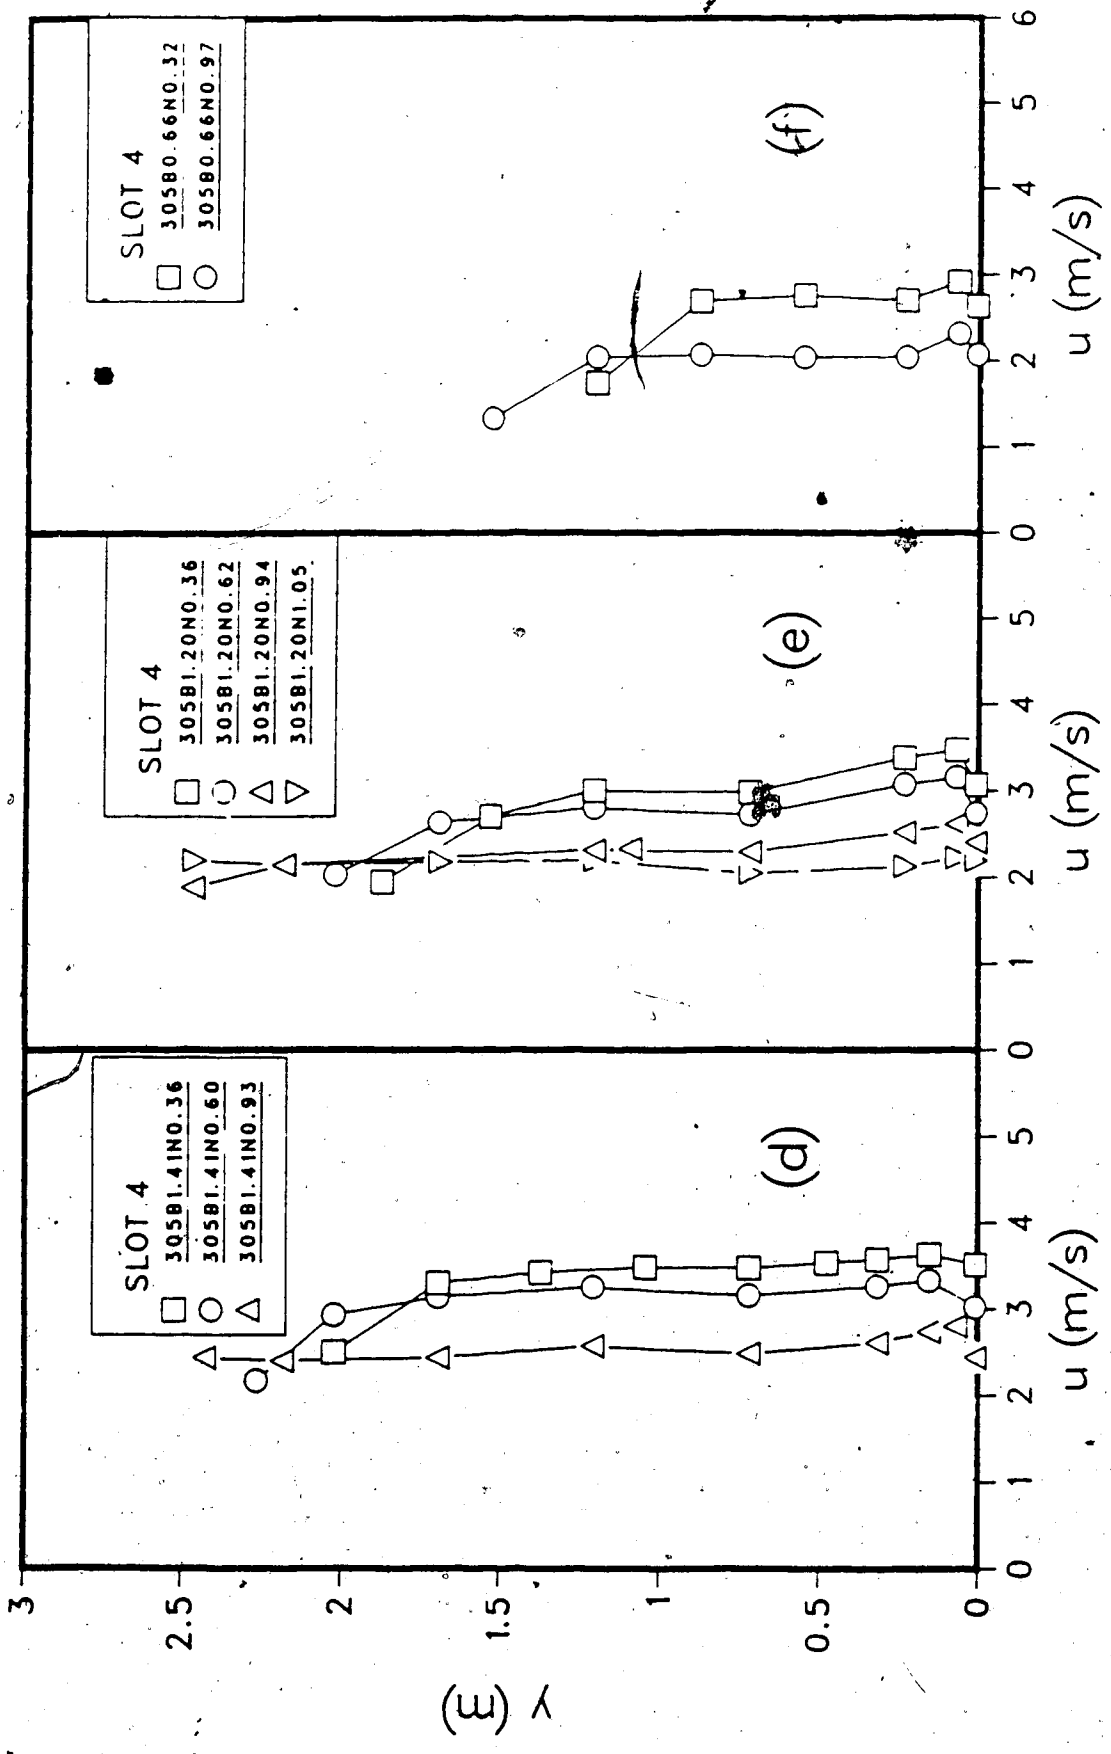 y (m)
3
2.5
2
1.5
1
0.5
0
SLOT 4
305B1.41N0.36
305B1.41N0.60
305B1.41N0.93
(d)
0 1 2 3 4 5
u (m/s)
SLOT 4
305B1.20N0.36
305B1.20N0.62
305B1.20N0.94
305B1.20N1.05
(e)
0 1 2 3 4 5
u (m/s)
SLOT 4
305B0.66N0.32
305B0.66N0.97
(f)
0 1 2 3 4 5 6
u (m/s)